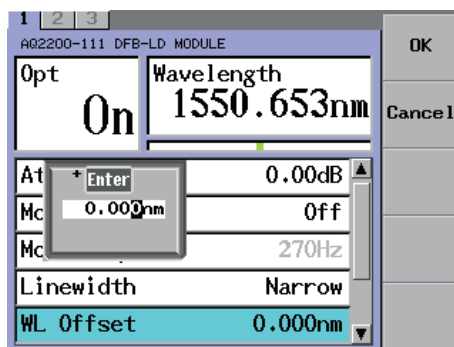 1 2 3
AQ2200-111 DFB-LD MODULE
OK
Opt
On
Wavelength
1550.653nm
Cancel
At
0.00dB
Enter
0.000nm
Mo
Off
Mo
270Hz
Linewidth
Narrow
WL Offset
0.000nm